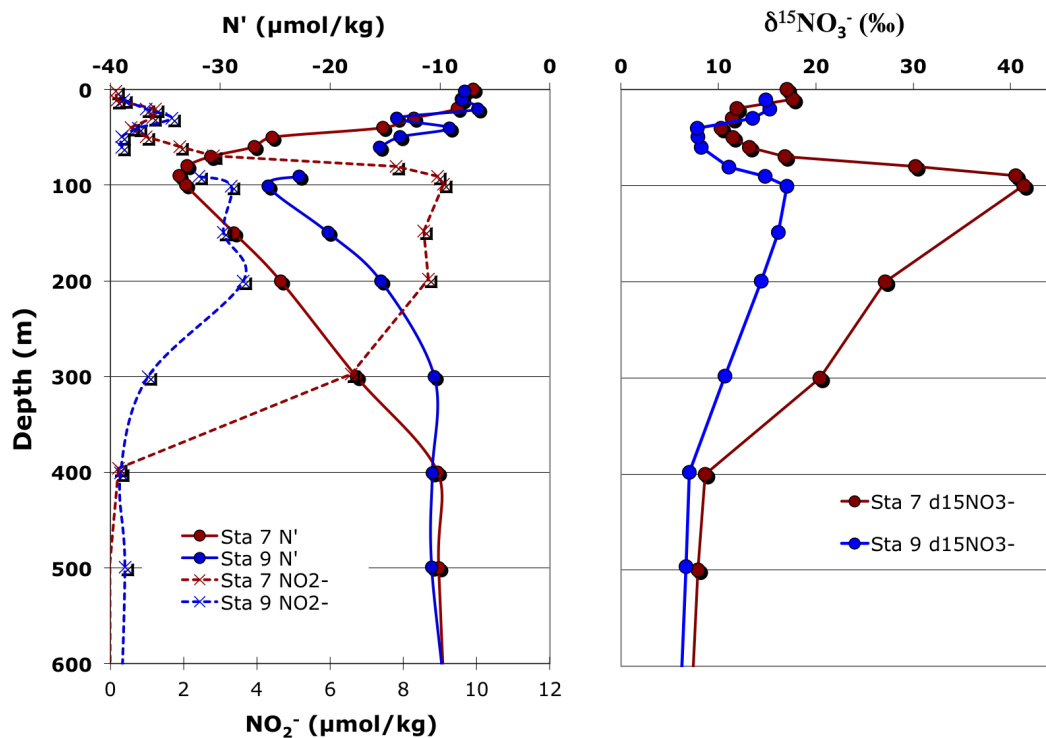 N' (µmol/kg)
-40 -30 -20 -10 0
0
100
200
300
400
500
600
Depth (m)
Sta 7 N'
Sta 9 N'
Sta 7 NO2-
Sta 9 NO2-
0 2 4 6 8 10 12
NO₂⁻ (µmol/kg)
δ¹⁵NO₃⁻ (‰)
0 10 20 30 40
Sta 7 d15NO3-
Sta 9 d15NO3-